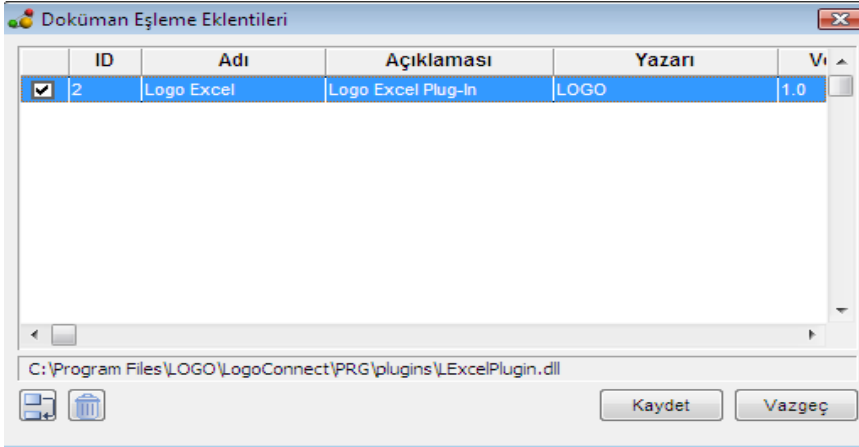 Doküman Eşleme Eklentileri
ID Adı Açıklaması Yazarı
2 Logo Excel Logo Excel Plug-In LOGO 1.0
C:\Program Files\LOGO\LogoConnect\PRG\plugins\LExcelPlugin.dll
Kaydet Vazgeç